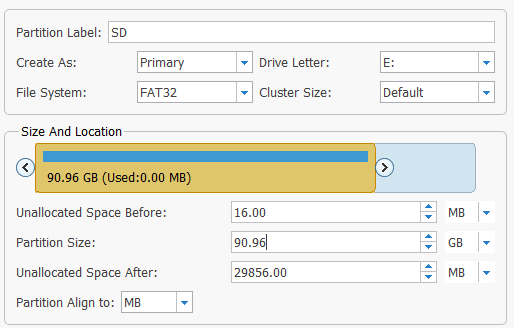 Partition Label: SD
Create As: Primary Drive Letter: E:
File System: FAT32 Cluster Size: Default
Size And Location
90.96 GB (Used:0.00 MB)
Unallocated Space Before: 16.00 MB
Partition Size: 90.96 GB
Unallocated Space After: 29856.00 MB
Partition Align to: MB